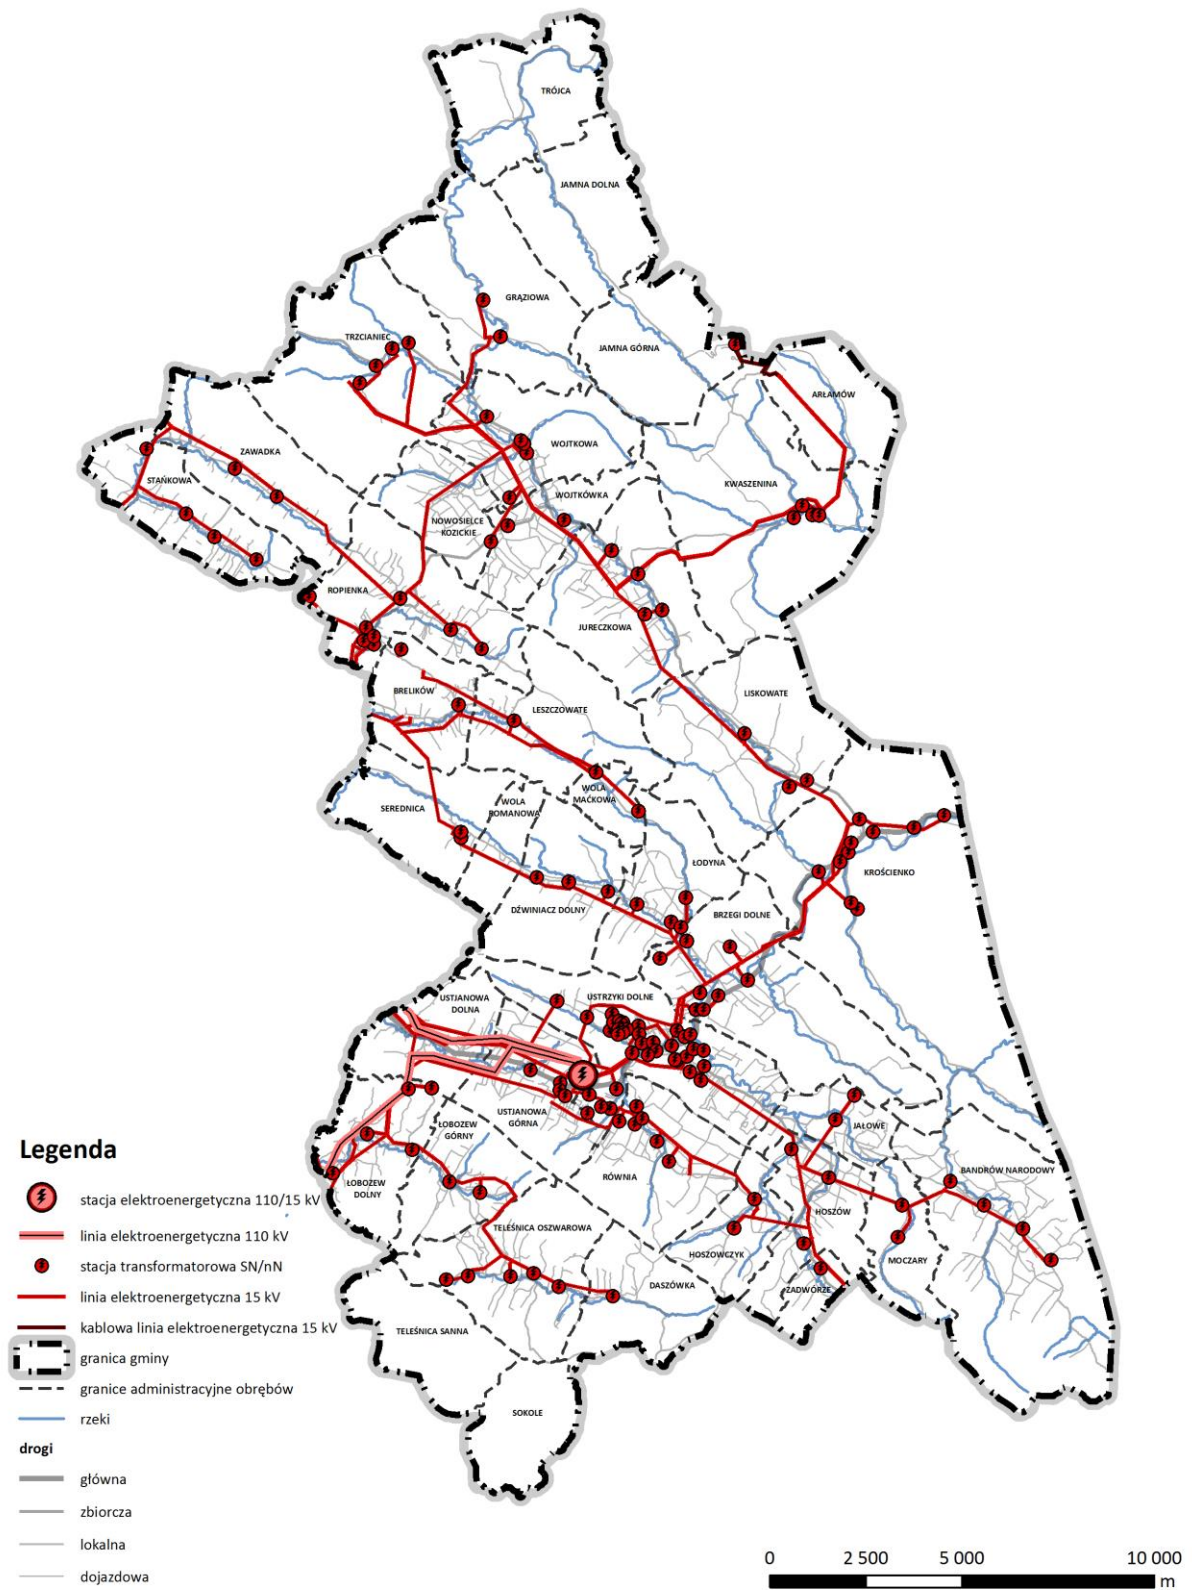 TRÓJCA
JAMNA DOLNA
GRĄZIOWA
TRZCIANIEC
JAMNA GÓRNA
ARŁAMÓW
WOJTKOWA
ZAWADKA
STAŃKOWA
KWASZENINA
WOJTKÓWKA
NOWOSIELCE
KOZICKIE
ROPIENKA
JURECZKOWA
BRELIKÓW
LISKOWATE
LESZCZOWATE
WOLA
MAĆKOWA
SEREDNICA
WOLA
ROMANOWA
ŁODYNA
KROŚCIENKO
DŹWINIACZ DOLNY
BRZEGI DOLNE
USTJANOWA
DOLNA
USTRZYKI DOLNE
USTJANOWA
GÓRNA
ŁOBOZEW
GÓRNY
JAŁOWE
BANDRÓW NARODOWY
RÓWNIA
ŁOBOZEW
DOLNY
HOSZÓW
TELEŚNICA OSZWAROWA
HOSZOWCZYK
MOCZARY
DASZÓWKA
ZADWÓRZE
TELEŚNICA SANNA
SOKOLE
Legenda
stacja elektroenergetyczna 110/15 kV
linia elektroenergetyczna 110 kV
stacja transformatorowa SN/nN
linia elektroenergetyczna 15 kV
kablowa linia elektroenergetyczna 15 kV
granica gminy
granice administracyjne obrębów
rzeki
drogi
główna
zbiorcza
lokalna
dojazdowa
0 2 500 5 000 10 000
m